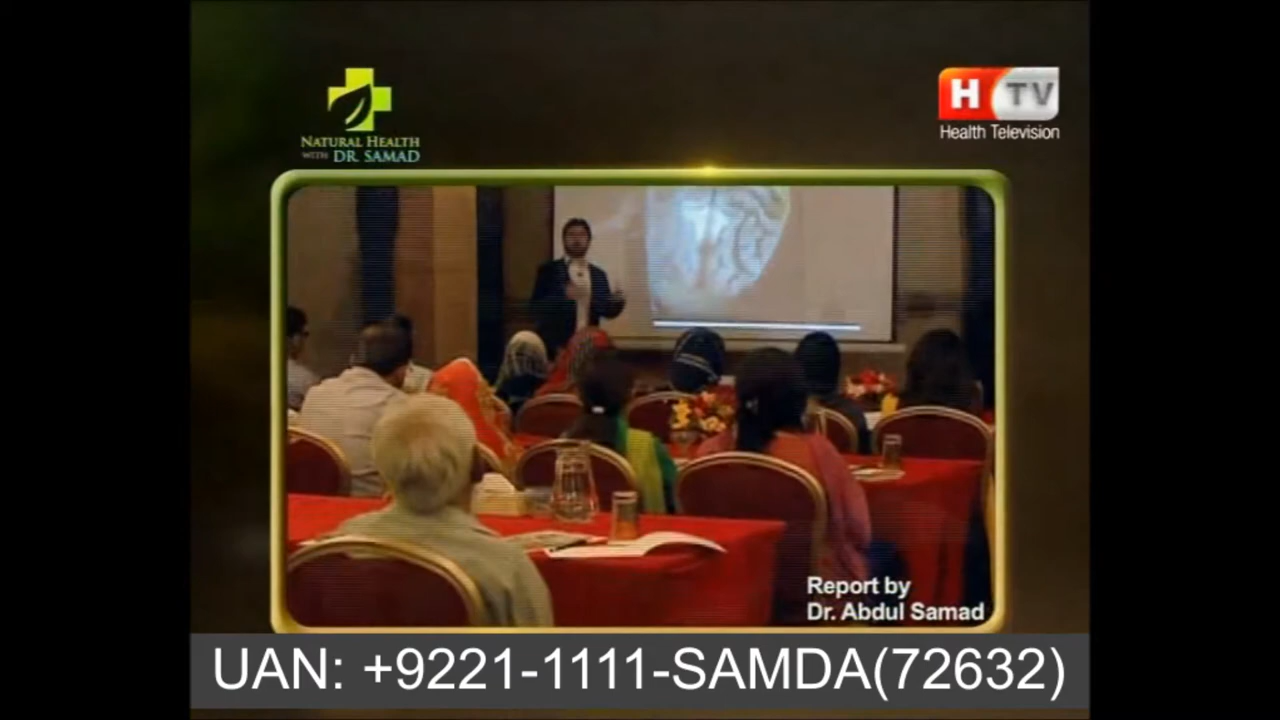 NATURAL HEALTH
WITH DR. SAMAD
H TV
Health Television
Report by
Dr. Abdul Samad
UAN: +9221-1111-SAMDA(72632)